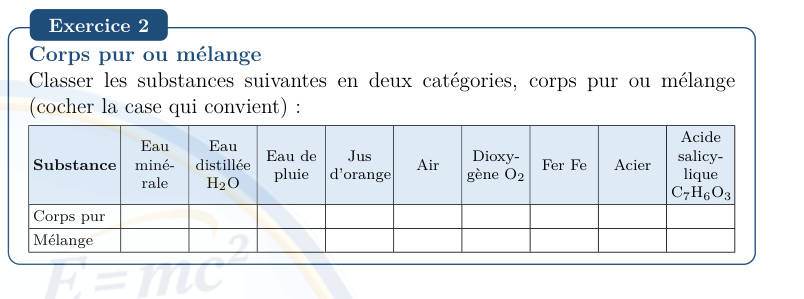 Exercice 2
Corps pur ou mélange
Classer les substances suivantes en deux catégories, corps pur ou mélange
(cocher la case qui convient) :
Substance
Eau
miné-
rale
Eau
distillée
H₂O
Eau de
pluie
Jus
d'orange
Air
Dioxy-
gène O₂
Fer Fe
Acier
Acide
salicy-
lique
C₇H₆O₃
Corps pur
Mélange
E=mc²